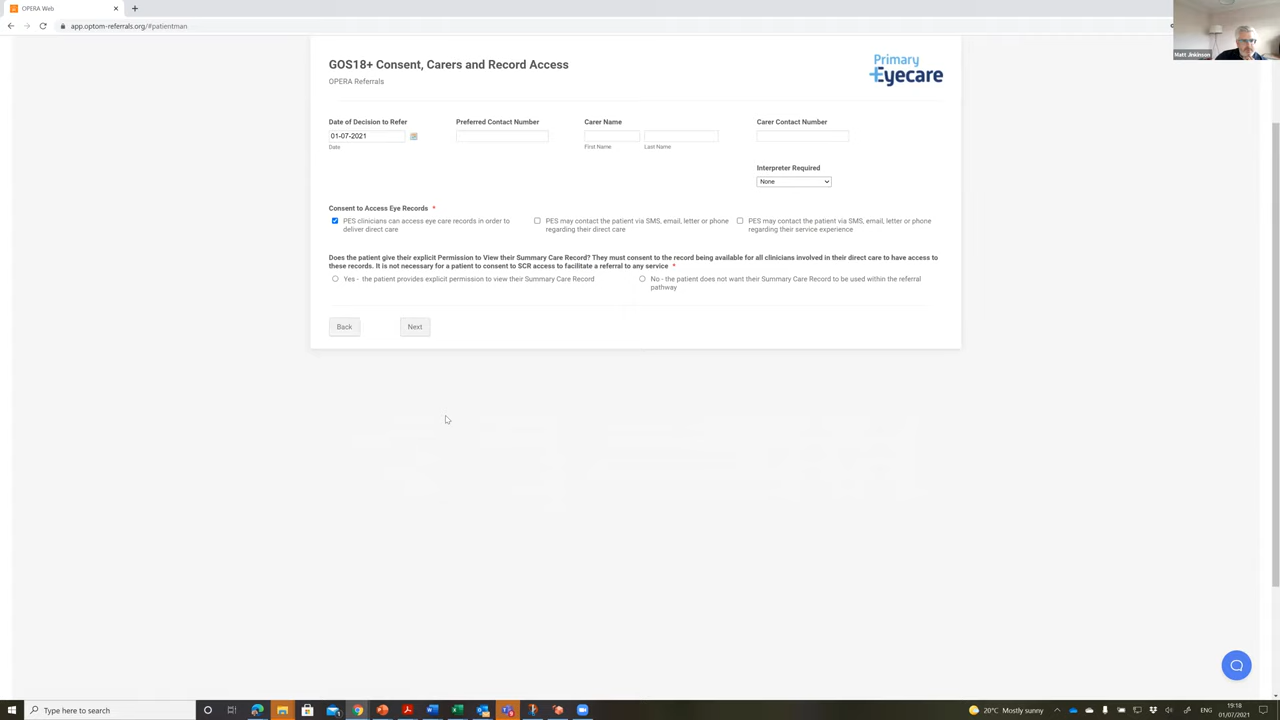 OPERA Web
app.optom-referrals.org/#patientman
Matt Jinkinson
GOS18+ Consent, Carers and Record Access
OPERA Referrals
Primary
Eyecare
Date of Decision to Refer
Preferred Contact Number
Carer Name
Carer Contact Number
01-07-2021
Date
First Name
Last Name
Interpreter Required
None
Consent to Access Eye Records *
PES clinicians can access eye care records in order to
deliver direct care
PES may contact the patient via SMS, email, letter or phone
regarding their direct care
PES may contact the patient via SMS, email, letter or phone
regarding their service experience
Does the patient give their explicit Permission to View their Summary Care Record? They must consent to the record being available for all clinicians involved in their direct care to have access to
these records. It is not necessary for a patient to consent to SCR access to facilitate a referral to any service *
Yes - the patient provides explicit permission to view their Summary Care Record
No - the patient does not want their Summary Care Record to be used within the referral
pathway
Back
Next
Type here to search
20°C Mostly sunny
ENG
19:18
01/07/2021